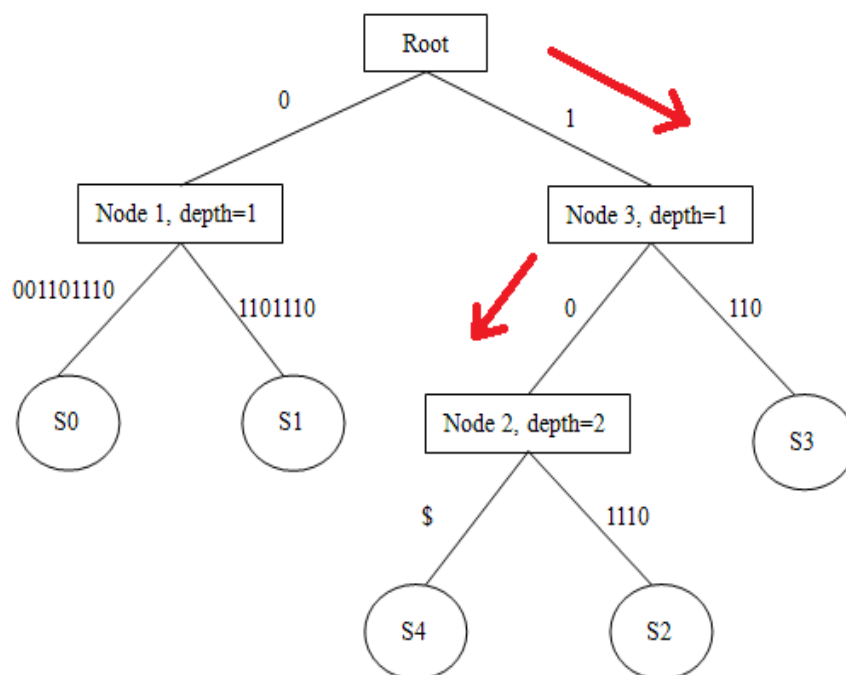 Root
0
1
Node 1, depth=1
Node 3, depth=1
001101110
1101110
0
110
S0
S1
Node 2, depth=2
S3
$
1110
S4
S2